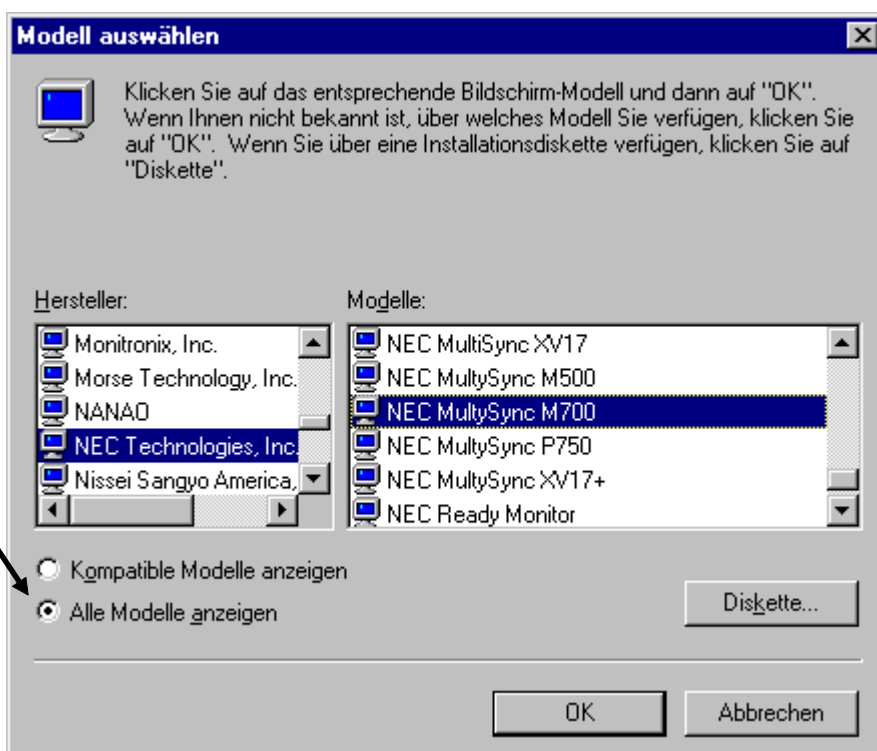 Modell auswählen
Klicken Sie auf das entsprechende Bildschirm-Modell und dann auf "OK".
Wenn Ihnen nicht bekannt ist, über welches Modell Sie verfügen, klicken Sie
auf "OK".  Wenn Sie über eine Installationsdiskette verfügen, klicken Sie auf
"Diskette".
Hersteller:
Monitronix, Inc.
Morse Technology, Inc.
NANAO
NEC Technologies, Inc.
Nissei Sangyo America,
Modelle:
NEC MultiSync XV17
NEC MultySync M500
NEC MultySync M700
NEC MultySync P750
NEC MultySync XV17+
NEC Ready Monitor
Kompatible Modelle anzeigen
Alle Modelle anzeigen
Diskette...
OK
Abbrechen